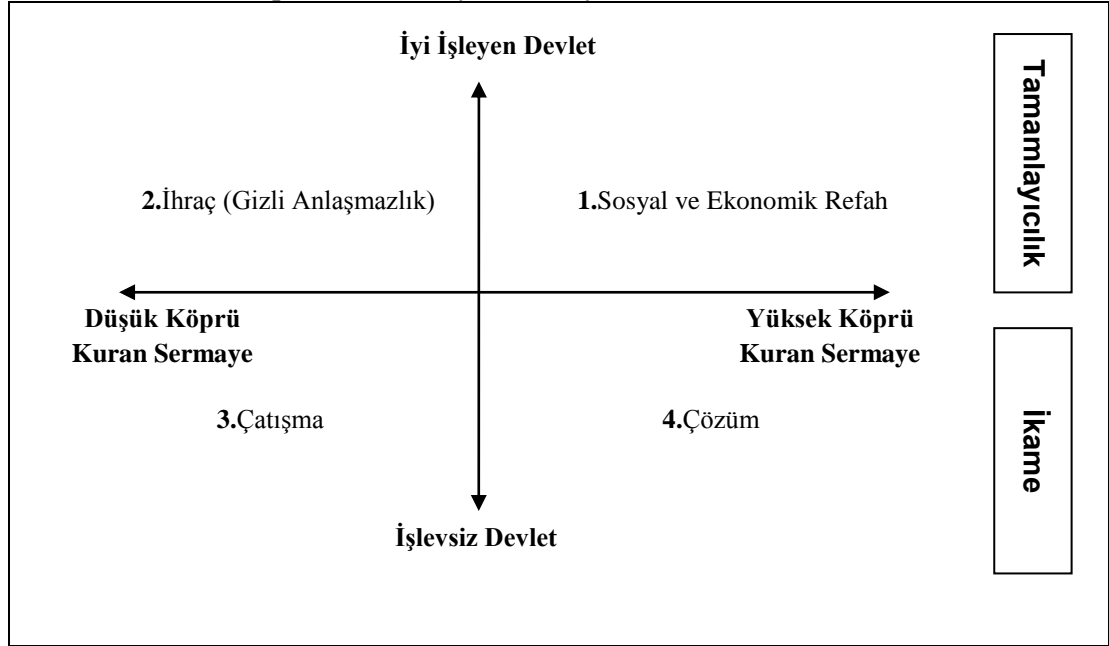 İyi İşleyen Devlet
Tamamlayıcılık
2.İhraç (Gizli Anlaşmazlık)
1.Sosyal ve Ekonomik Refah
Düşük Köprü
Kuran Sermaye
Yüksek Köprü
Kuran Sermaye
3.Çatışma
4.Çözüm
İkame
İşlevsiz Devlet